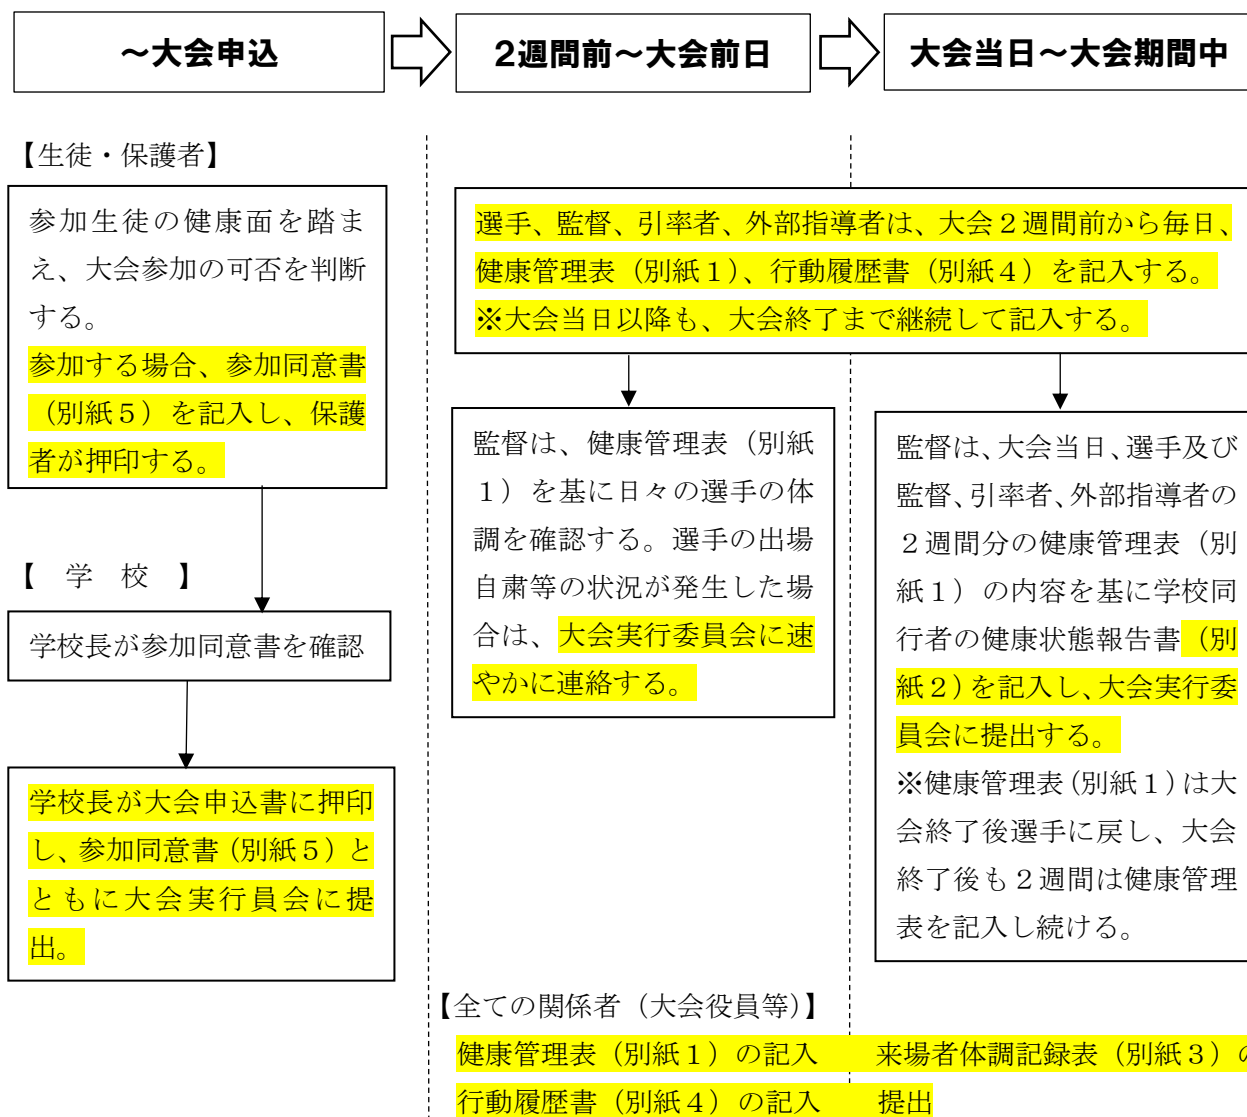 ～大会申込
2週間前～大会前日
大会当日～大会期間中
【生徒・保護者】
参加生徒の健康面を踏ま
え、大会参加の可否を判断
する。
参加する場合、参加同意書
（別紙５）を記入し、保護
者が押印する。
【　学　校　】
学校長が参加同意書を確認
学校長が大会申込書に押印
し、参加同意書（別紙５）と
ともに大会実行員会に提
出。
選手、監督、引率者、外部指導者は、大会２週間前から毎日、
健康管理表（別紙１）、行動履歴書（別紙４）を記入する。
※大会当日以降も、大会終了まで継続して記入する。
監督は、健康管理表（別紙
１）を基に日々の選手の体
調を確認する。選手の出場
自粛等の状況が発生した場
合は、大会実行委員会に速
やかに連絡する。
監督は、大会当日、選手及び
監督、引率者、外部指導者の
２週間分の健康管理表（別
紙１）の内容を基に学校同
行者の健康状態報告書（別
紙２）を記入し、大会実行委
員会に提出する。
※健康管理表（別紙１）は大
会終了後選手に戻し、大会
終了後も２週間は健康管理
表を記入し続ける。
【全ての関係者（大会役員等）】
健康管理表（別紙１）の記入
行動履歴書（別紙４）の記入
来場者体調記録表（別紙３）の
提出